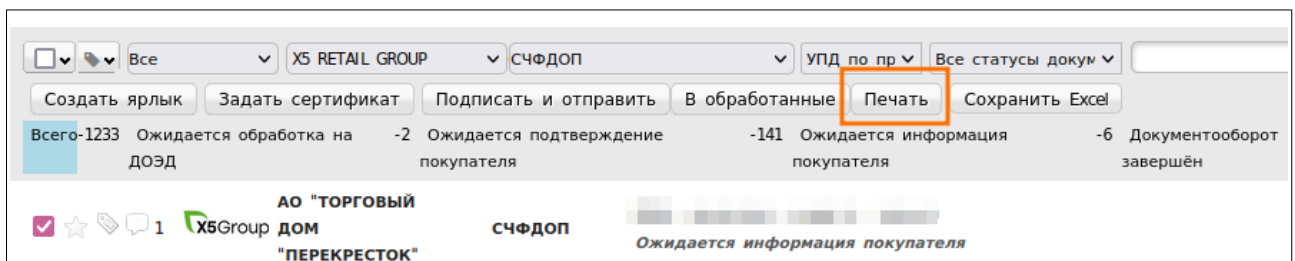 Все X5 RETAIL GROUP СЧФДОП УПД по пр Все статусы докум
Создать ярлык Задать сертификат Подписать и отправить В обработанные Печать Сохранить Excel
Всего-1233 Ожидается обработка на -2 Ожидается подтверждение -141 Ожидается информация -6 Документооборот
ДОЭД покупателя покупателя завершён
АО "ТОРГОВЫЙ
1 X5Group ДОМ СЧФДОП
"ПЕРЕКРЕСТОК"
Ожидается информация покупателя